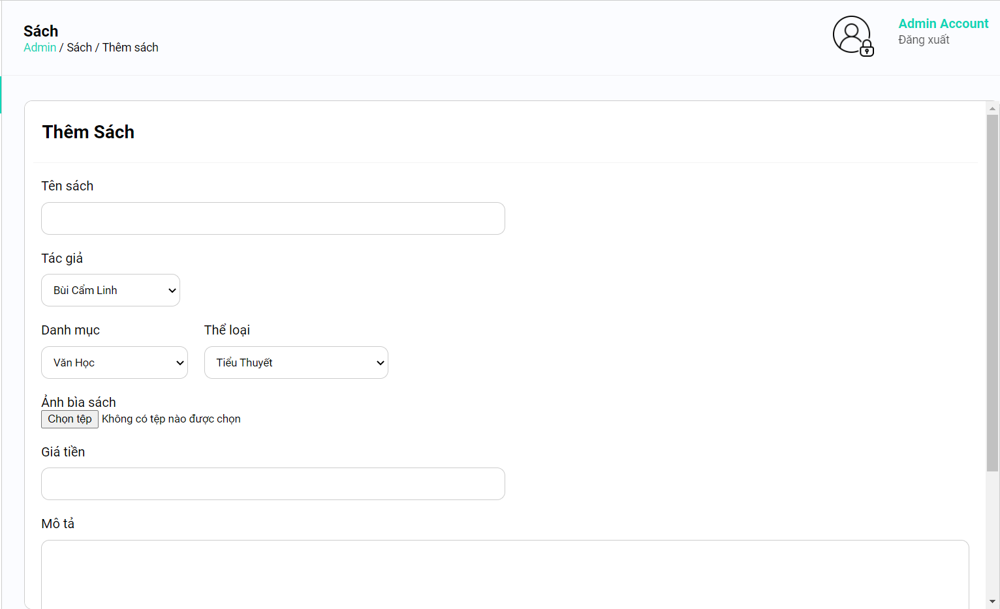 Sách
Admin / Sách / Thêm sách
Admin Account
Đăng xuất
Thêm Sách
Tên sách
Tác giả
Bùi Cẩm Linh
Danh mục
Thể loại
Văn Học
Tiểu Thuyết
Ảnh bìa sách
Chọn tệp Không có tệp nào được chọn
Giá tiền
Mô tả